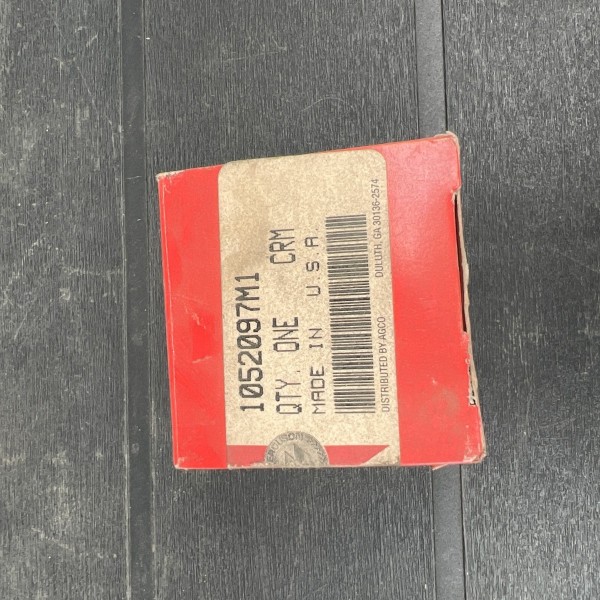 1052097M1
QTY. ONE CRM
MADE IN U.S.A
DISTRIBUTED BY AGCO DULUTH, GA 30136-2574